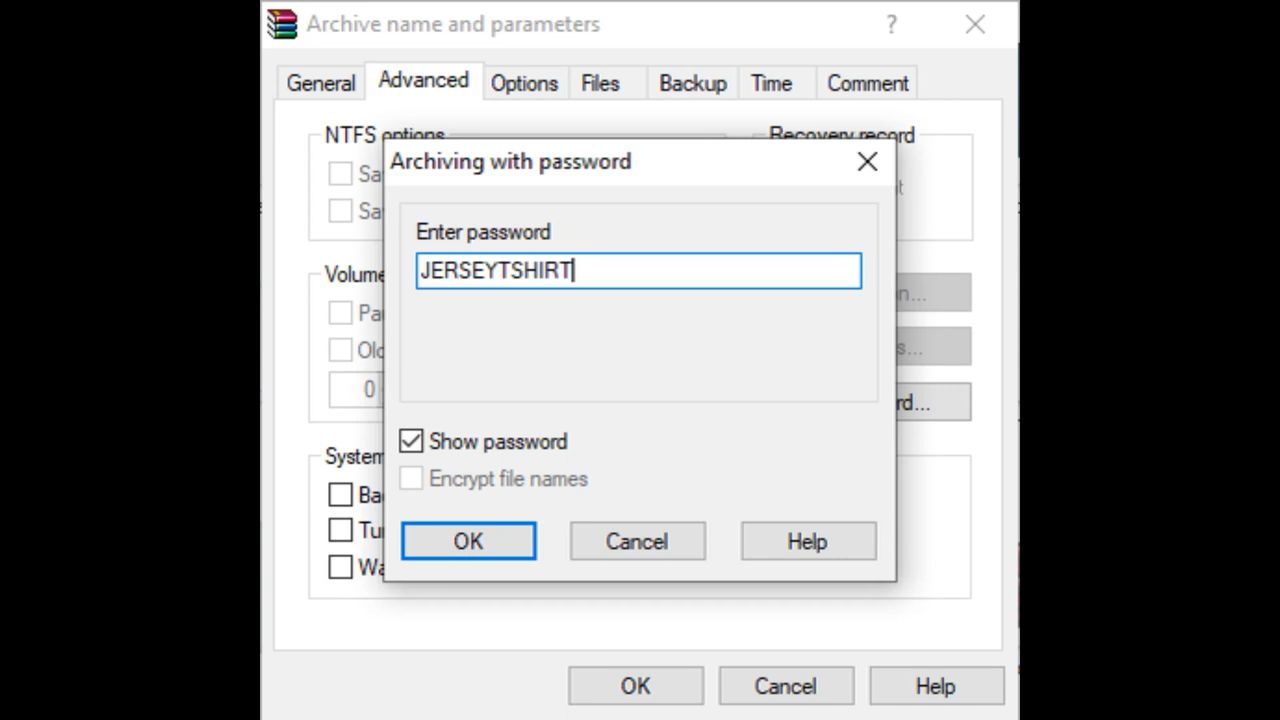 Archive name and parameters
General Advanced Options Files Backup Time Comment
NTFS options Recovery record
Archiving with password
Enter password
JERSEYTSHIRT
Volume
0
Show password
Encrypt file names
System
OK Cancel Help
OK Cancel Help